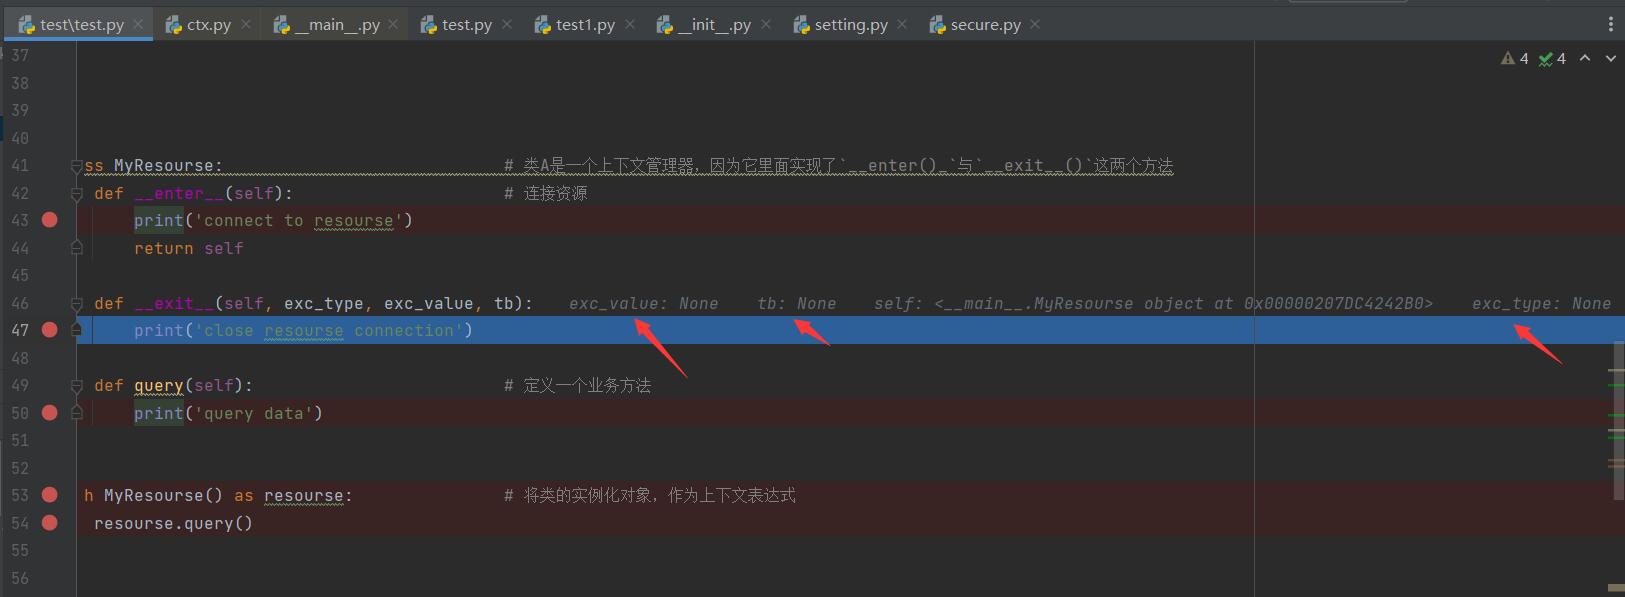 test\test.py ctx.py __main__.py test.py test1.py __init__.py setting.py secure.py
37 4 4
38
39
40
41 ss MyResourse: # 类A是一个上下文管理器，因为它里面实现了`__enter()_`与`__exit__()`这两个方法
42 def __enter__(self): # 连接资源
43 print('connect to resourse')
44 return self
45
46 def __exit__(self, exc_type, exc_value, tb): exc_value: None tb: None self: <__main__.MyResourse object at 0x00000207DC4242B0> exc_type: None
47 print('close resourse connection')
48
49 def query(self): # 定义一个业务方法
50 print('query data')
51
52
53 h MyResourse() as resourse: # 将类的实例化对象，作为上下文表达式
54 resourse.query()
55
56